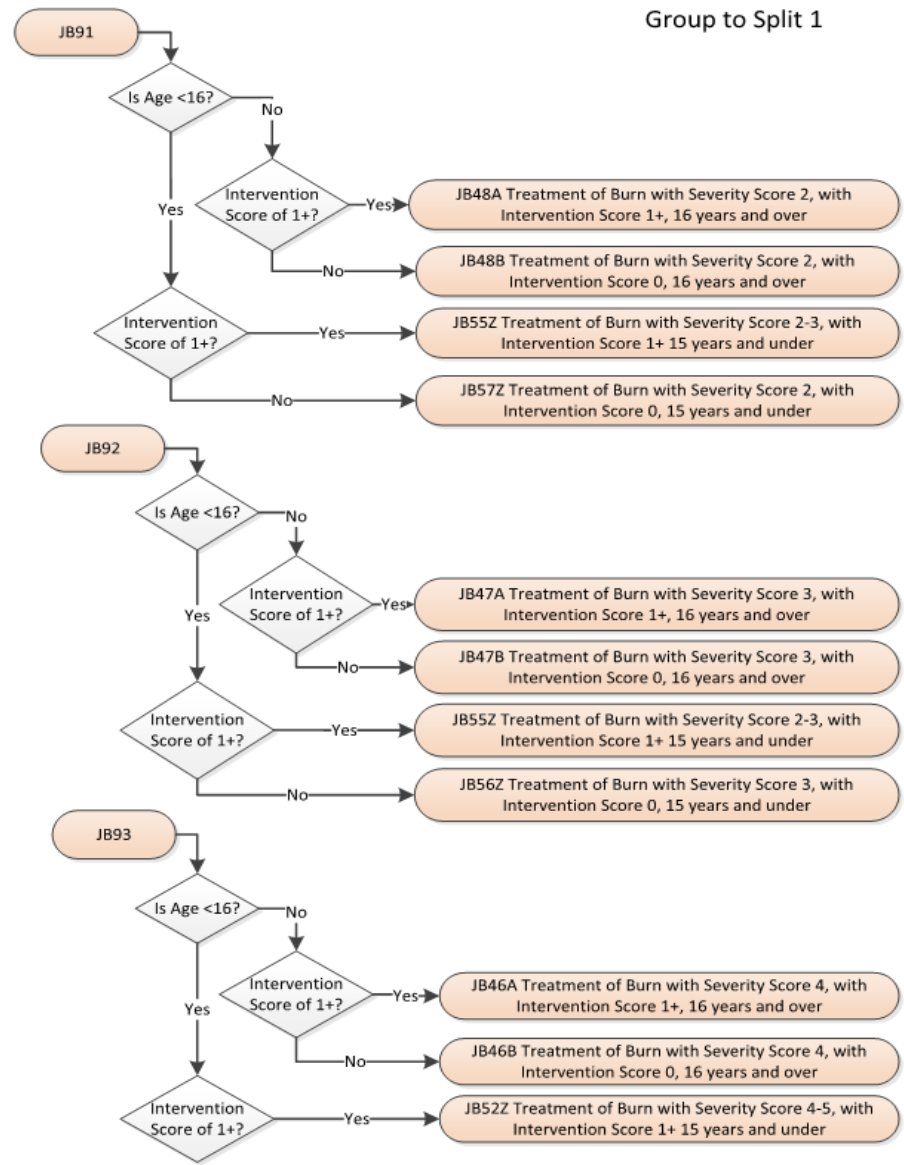 Group to Split 1
JB91
Is Age <16?
No
Intervention
Score of 1+?
Yes
JB48A Treatment of Burn with Severity Score 2, with
Intervention Score 1+, 16 years and over
No
JB48B Treatment of Burn with Severity Score 2, with
Intervention Score 0, 16 years and over
Yes
Intervention
Score of 1+?
Yes
JB55Z Treatment of Burn with Severity Score 2-3, with
Intervention Score 1+ 15 years and under
No
JB57Z Treatment of Burn with Severity Score 2, with
Intervention Score 0, 15 years and under
JB92
Is Age <16?
No
Intervention
Score of 1+?
Yes
JB47A Treatment of Burn with Severity Score 3, with
Intervention Score 1+, 16 years and over
No
JB47B Treatment of Burn with Severity Score 3, with
Intervention Score 0, 16 years and over
Yes
Intervention
Score of 1+?
Yes
JB55Z Treatment of Burn with Severity Score 2-3, with
Intervention Score 1+ 15 years and under
No
JB56Z Treatment of Burn with Severity Score 3, with
Intervention Score 0, 15 years and under
JB93
Is Age <16?
No
Intervention
Score of 1+?
Yes
JB46A Treatment of Burn with Severity Score 4, with
Intervention Score 1+, 16 years and over
No
JB46B Treatment of Burn with Severity Score 4, with
Intervention Score 0, 16 years and over
Yes
Intervention
Score of 1+?
Yes
JB52Z Treatment of Burn with Severity Score 4-5, with
Intervention Score 1+ 15 years and under